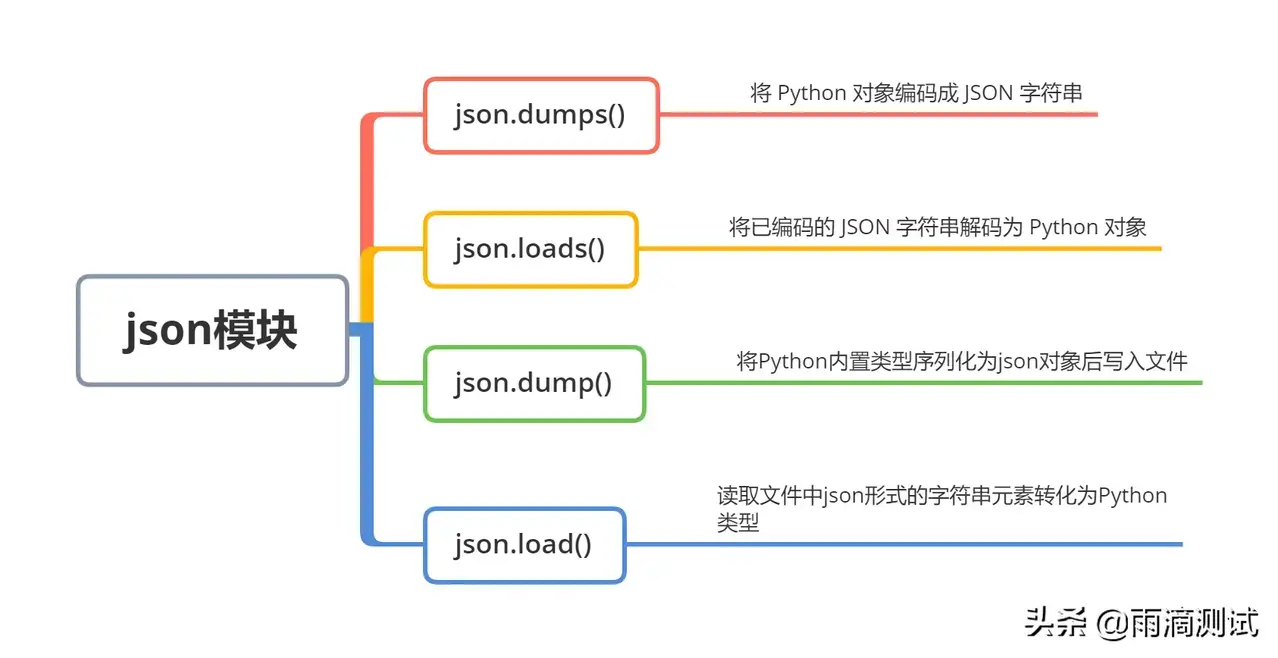 json模块
json.dumps()
将 Python 对象编码成 JSON 字符串
json.loads()
将已编码的 JSON 字符串解码为 Python 对象
json.dump()
将Python内置类型序列化为json对象后写入文件
json.load()
读取文件中json形式的字符串元素转化为Python
类型
头条 @雨滴测试